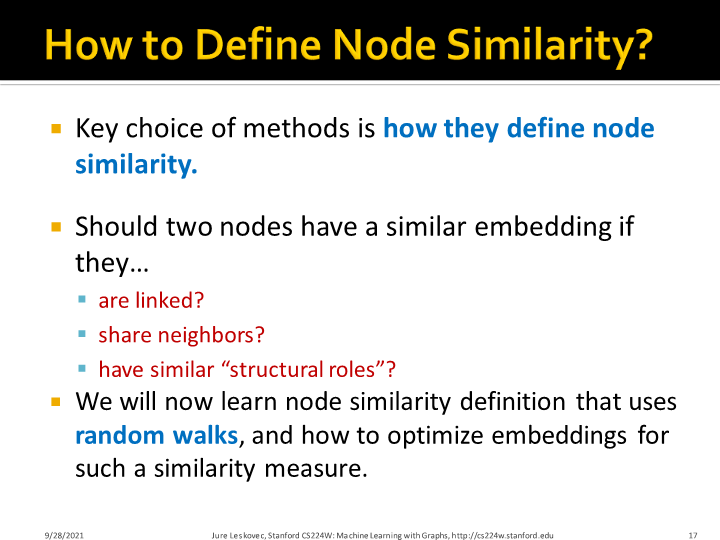 How to Define Node Similarity?
Key choice of methods is how they define node
similarity.
Should two nodes have a similar embedding if
they…
are linked?
share neighbors?
have similar “structural roles”?
We will now learn node similarity definition that uses
random walks, and how to optimize embeddings for
such a similarity measure.
9/28/2021
Jure Leskovec, Stanford CS224W: Machine Learning with Graphs, http://cs224w.stanford.edu
17